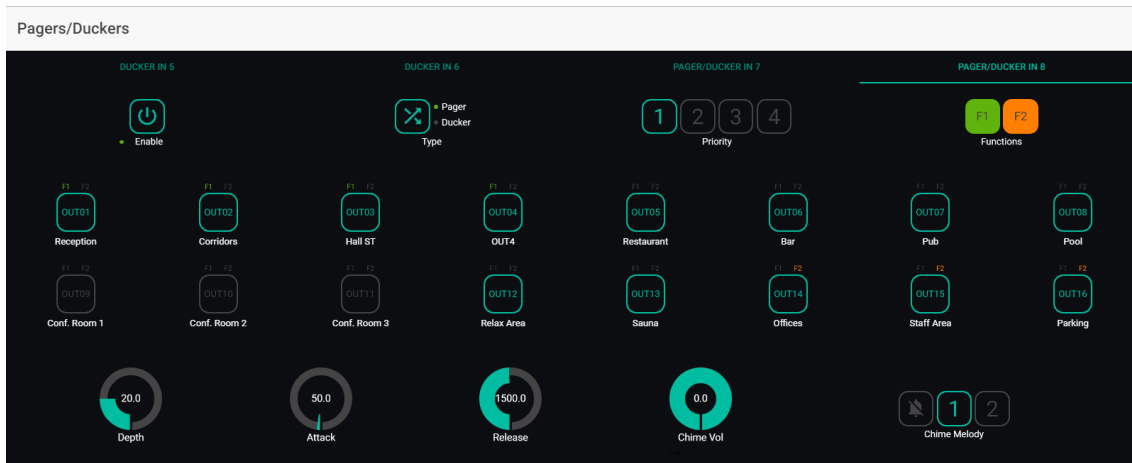 Pagers/Duckers
DUCKER IN 5
DUCKER IN 6
PAGER/DUCKER IN 7
PAGER/DUCKER IN 8
Enable
Pager
Ducker
Type
1 2 3 4
Priority
F1 F2
Functions
F1 F2 F1 F2 F1 F2 F1 F2 F1 F2 F1 F2 F1 F2 F1 F2
OUT01 OUT02 OUT03 OUT04 OUT05 OUT06 OUT07 OUT08
Reception Corridors Hall ST OUT4 Restaurant Bar Pub Pool
F1 F2 F1 F2 F1 F2 F1 F2 F1 F2 F1 F2 F1 F2 F1 F2
OUT09 OUT10 OUT11 OUT12 OUT13 OUT14 OUT15 OUT16
Conf. Room 1 Conf. Room 2 Conf. Room 3 Relax Area Sauna Offices Staff Area Parking
20.0 50.0 1500.0 0.0 1 2
Depth Attack Release Chime Vol Chime Melody